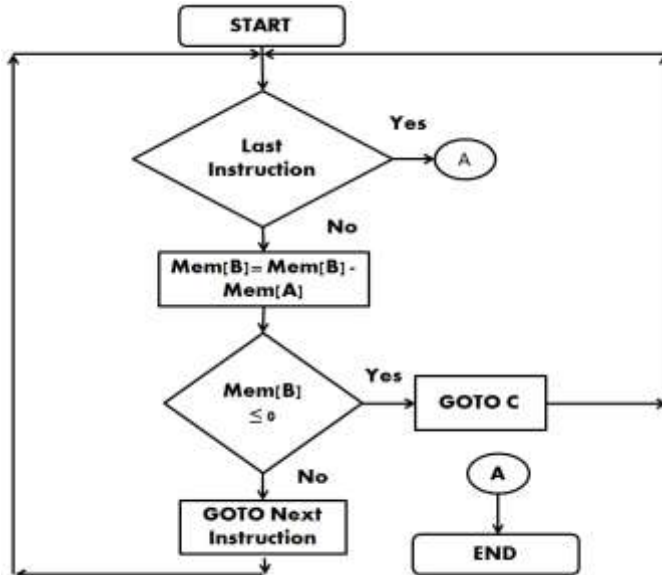 START
Yes
Last
Instruction
A
No
Mem[B]= Mem[B] -
Mem[A]
Yes
Mem[B]
≤ 0
GOTO C
No
A
GOTO Next
Instruction
END